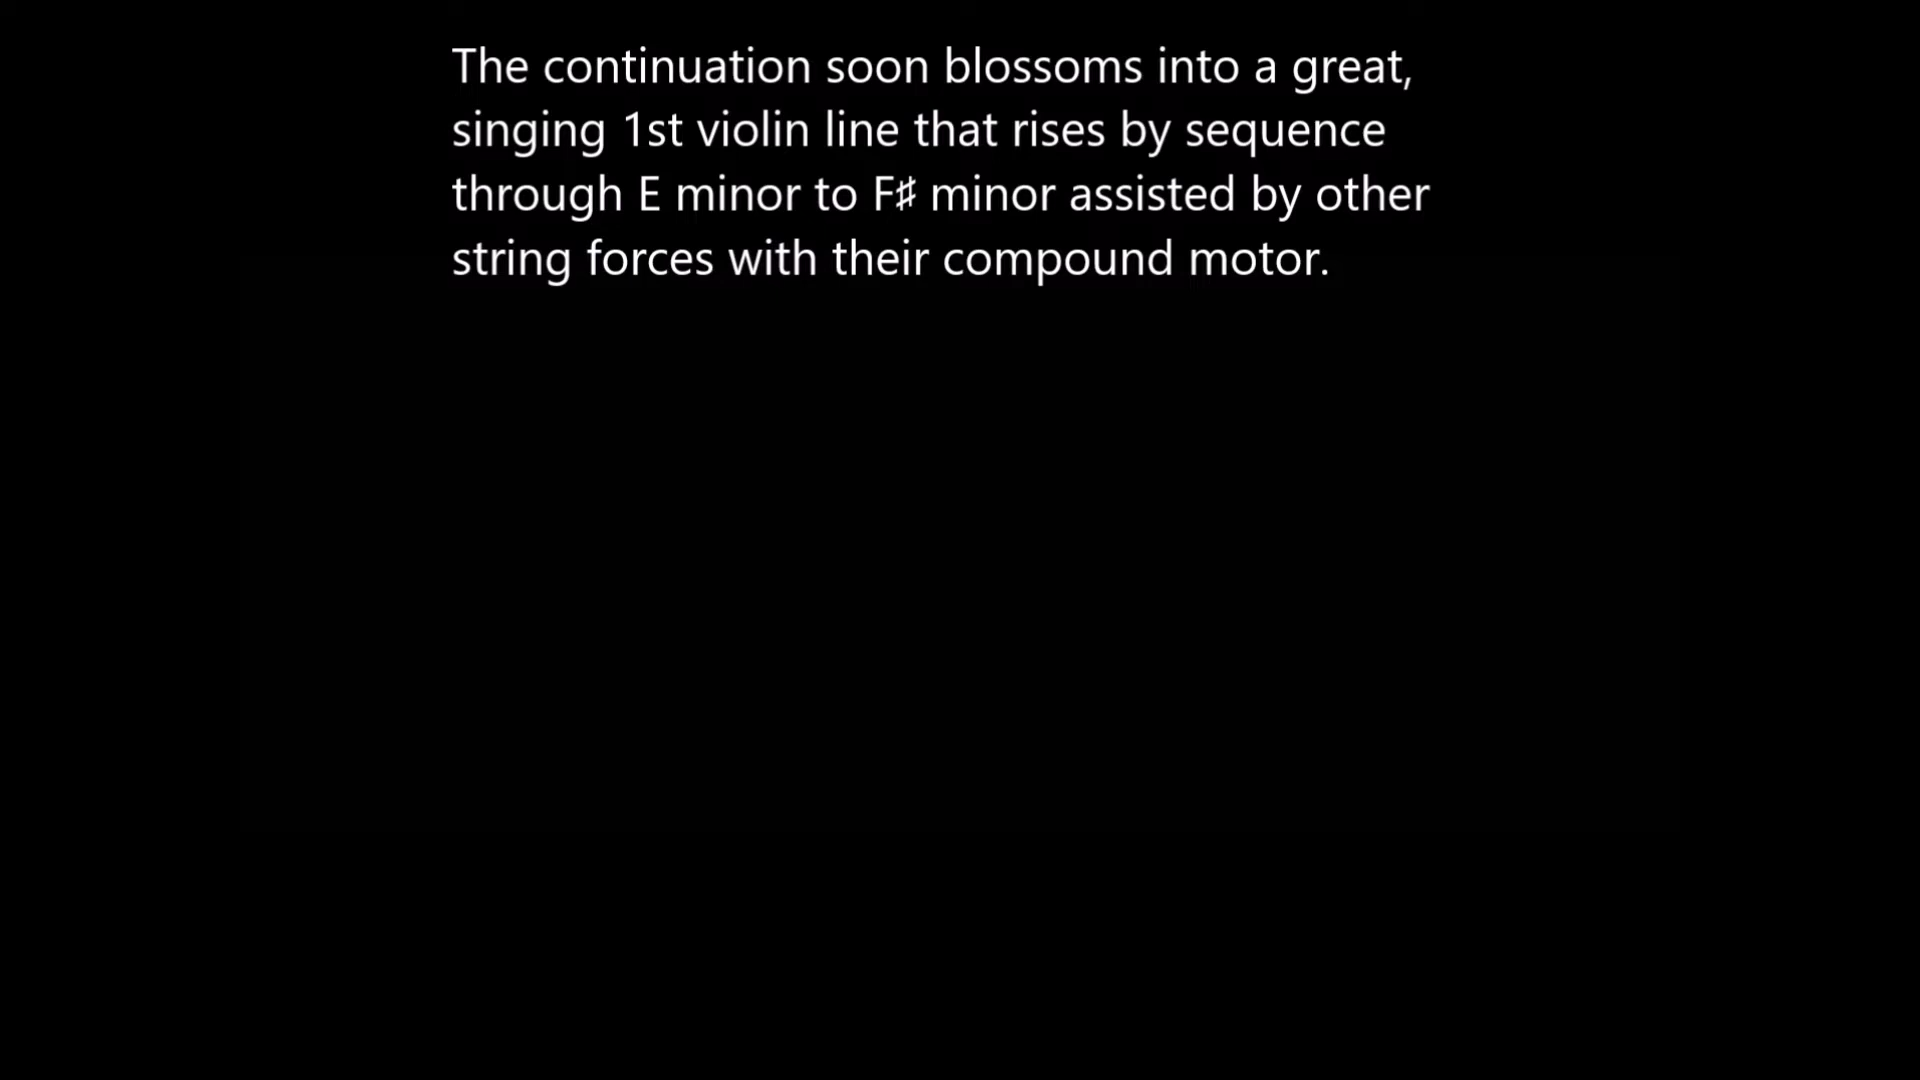 The continuation soon blossoms into a great,
singing 1st violin line that rises by sequence
through E minor to F♯ minor assisted by other
string forces with their compound motor.